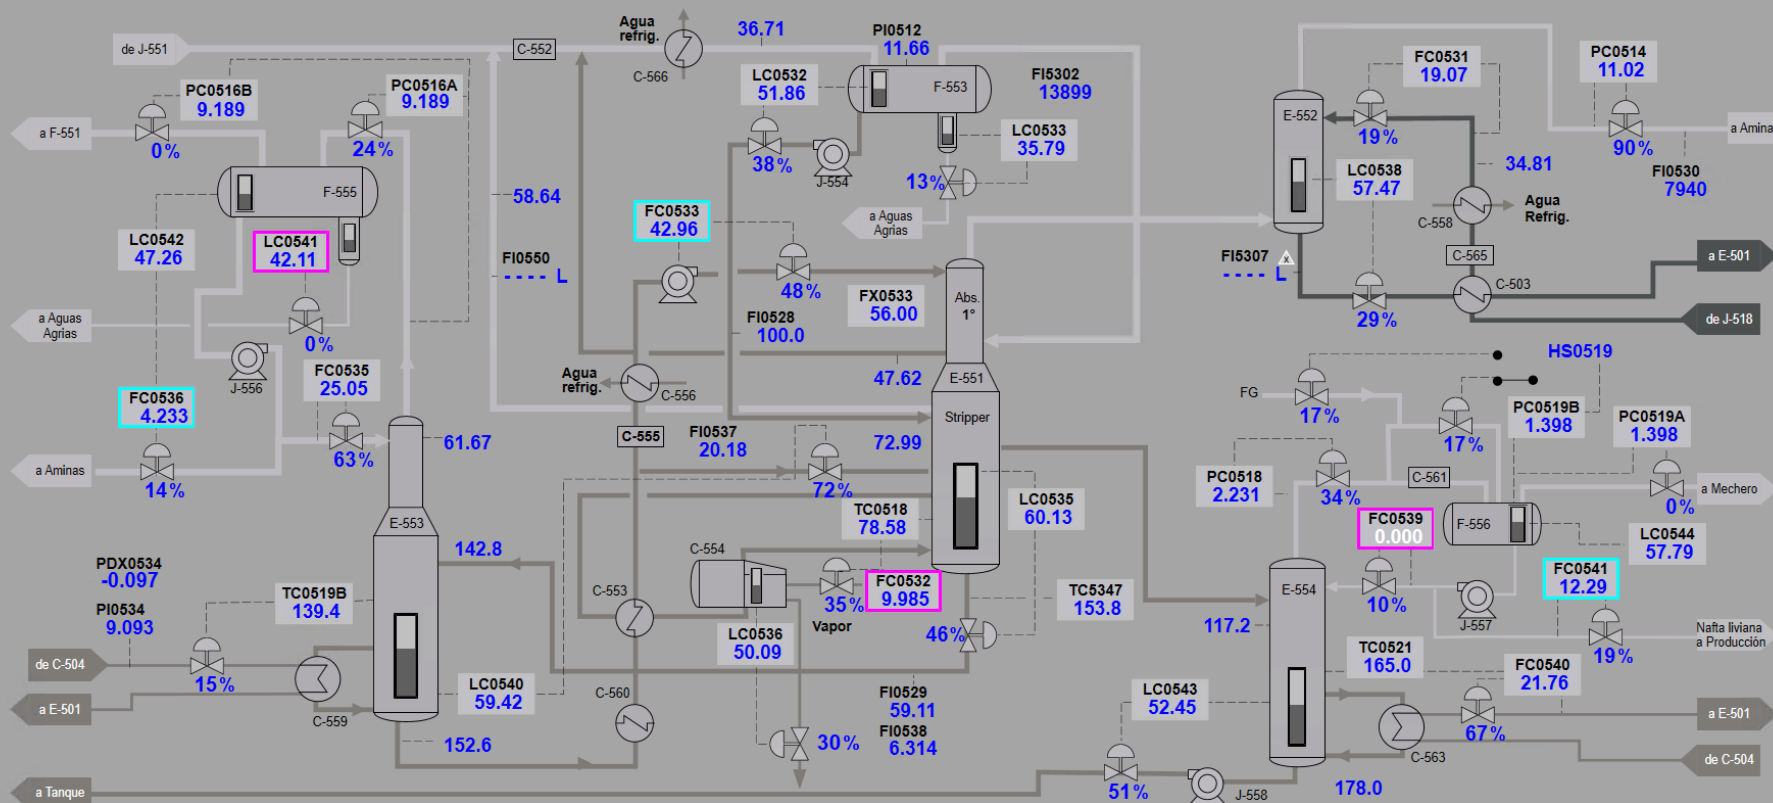 Agua
refrig.
36.71
PI0512
11.66
de J-551
C-552
C-566
PC0516B
9.189
PC0516A
9.189
LC0532
51.86
F-553
FI5302
13899
FC0531
19.07
PC0514
11.02
a F-551
0%
24%
38%
J-554
LC0533
35.79
E-552
19%
90%
a Amina
F-555
58.64
13%
LC0538
57.47
34.81
FI0530
7940
LC0542
47.26
LC0541
42.11
FC0533
42.96
a Aguas
Agrias
C-558
Agua
Refrig.
FI0550
---- L
FI5307
x
---- L
C-565
a E-501
C-503
48%
FX0533
56.00
Abs.
1°
a Aguas
Agrias
0%
FI0528
100.0
29%
de J-518
J-556
FC0535
25.05
Agua
refrig.
C-556
47.62
E-551
HS0519
FC0536
4.233
FG
17%
17%
PC0519B
1.398
PC0519A
1.398
Stripper
61.67
63%
C-555
FI0537
20.18
72.99
a Aminas
14%
72%
PC0518
2.231
34%
C-561
a Mechero
0%
LC0535
60.13
TC0518
78.58
FC0539
0.000
F-556
LC0544
57.79
E-553
142.8
C-554
PDX0534
-0.097
TC0519B
139.4
C-553
35%
Vapor
FC0532
9.985
TC5347
153.8
E-554
10%
J-557
FC0541
12.29
PI0534
9.093
LC0536
50.09
46%
117.2
Nafta liviana
a Producción
19%
de C-504
15%
TC0521
165.0
FC0540
21.76
LC0540
59.42
C-560
FI0529
59.11
LC0543
52.45
a E-501
C-559
152.6
30%
FI0538
6.314
67%
a E-501
C-563
de C-504
a Tanque
51%
J-558
178.0